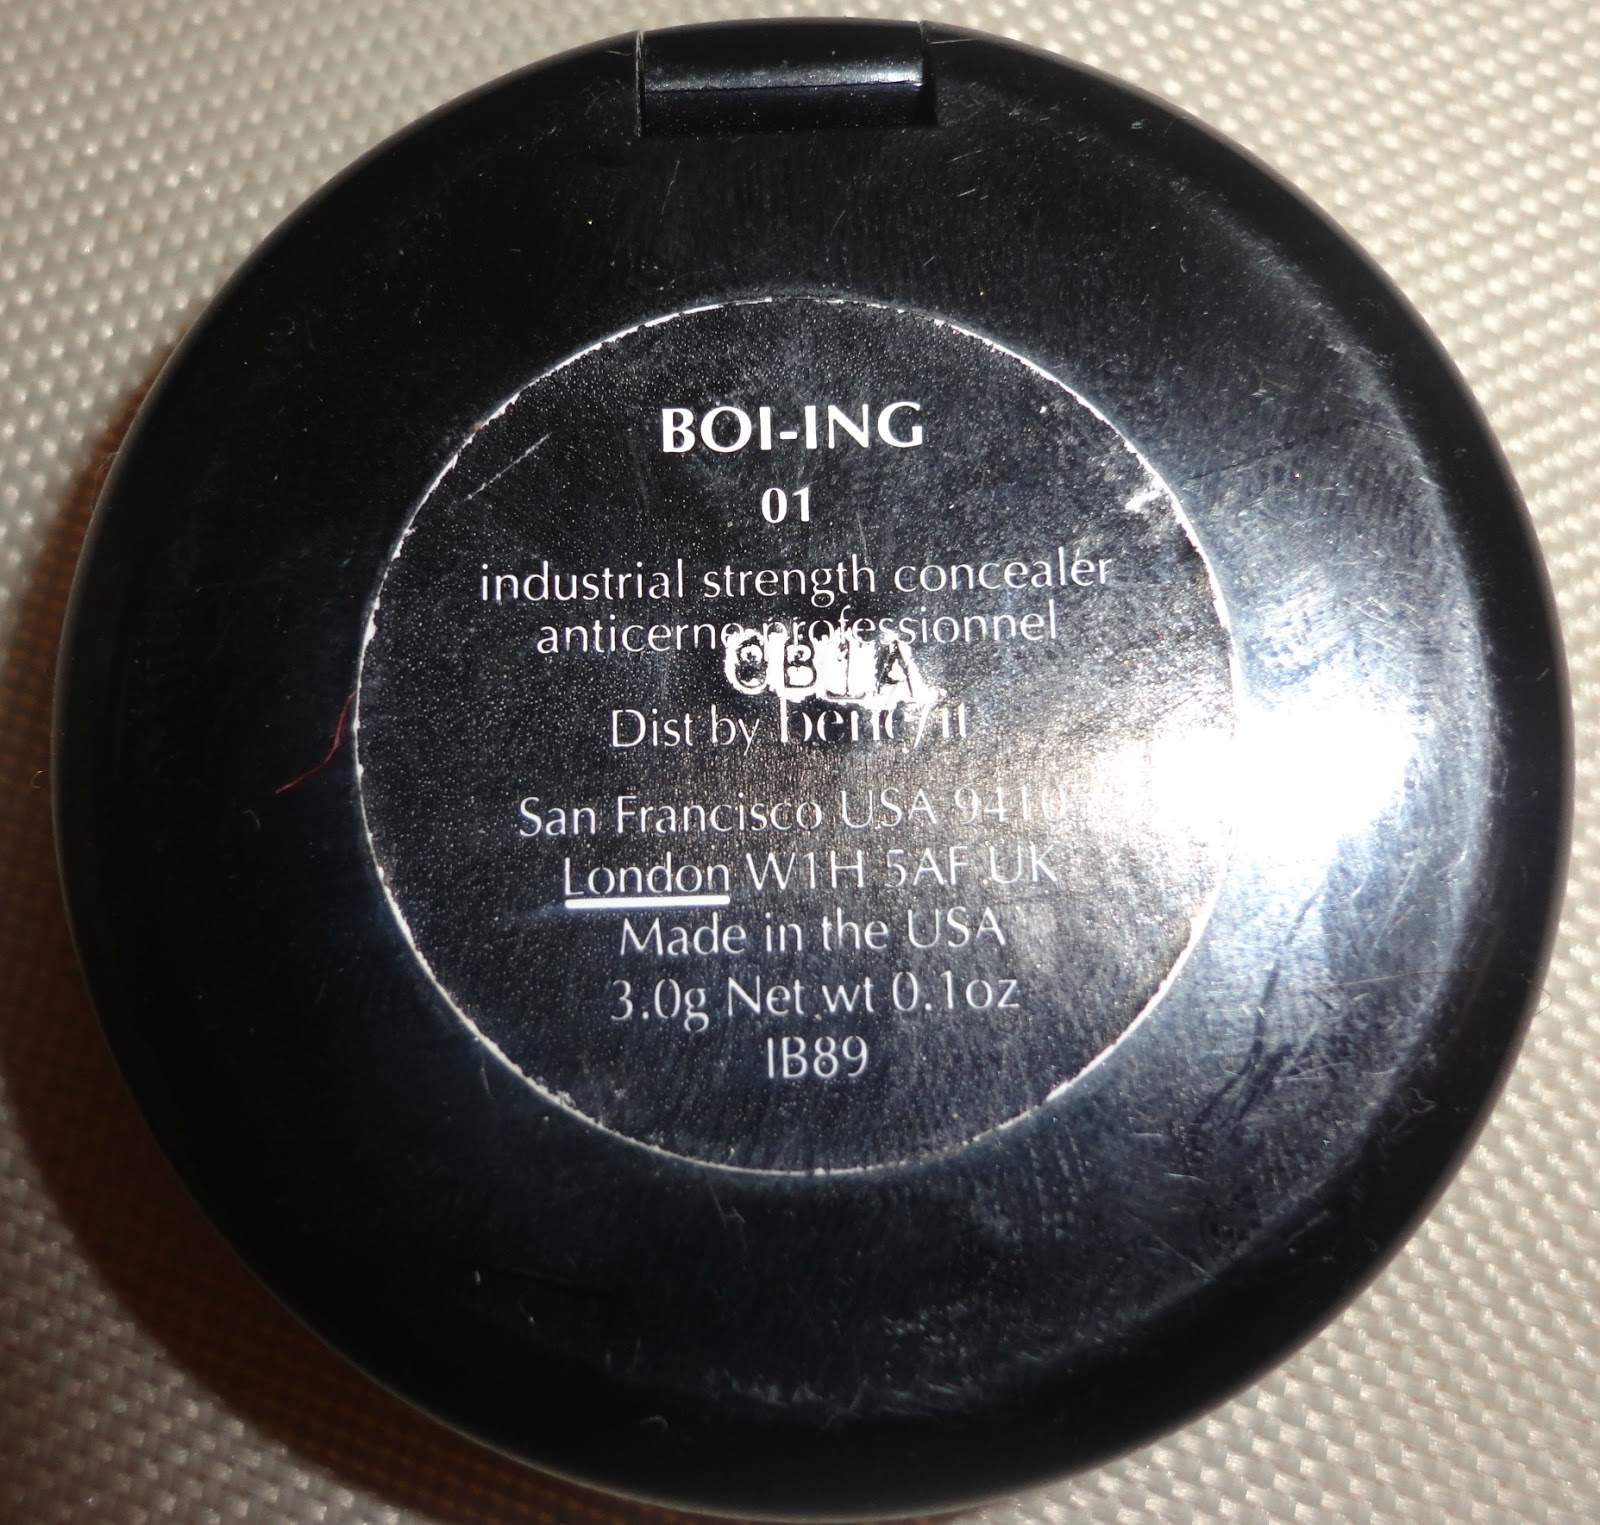 BOI-ING
01
industrial strength concealer
anticerne professionnel
Dist by benefit
San Francisco USA
London W1H 5AF UK
Made in the USA
3.0g Net wt 0.1oz
IB89